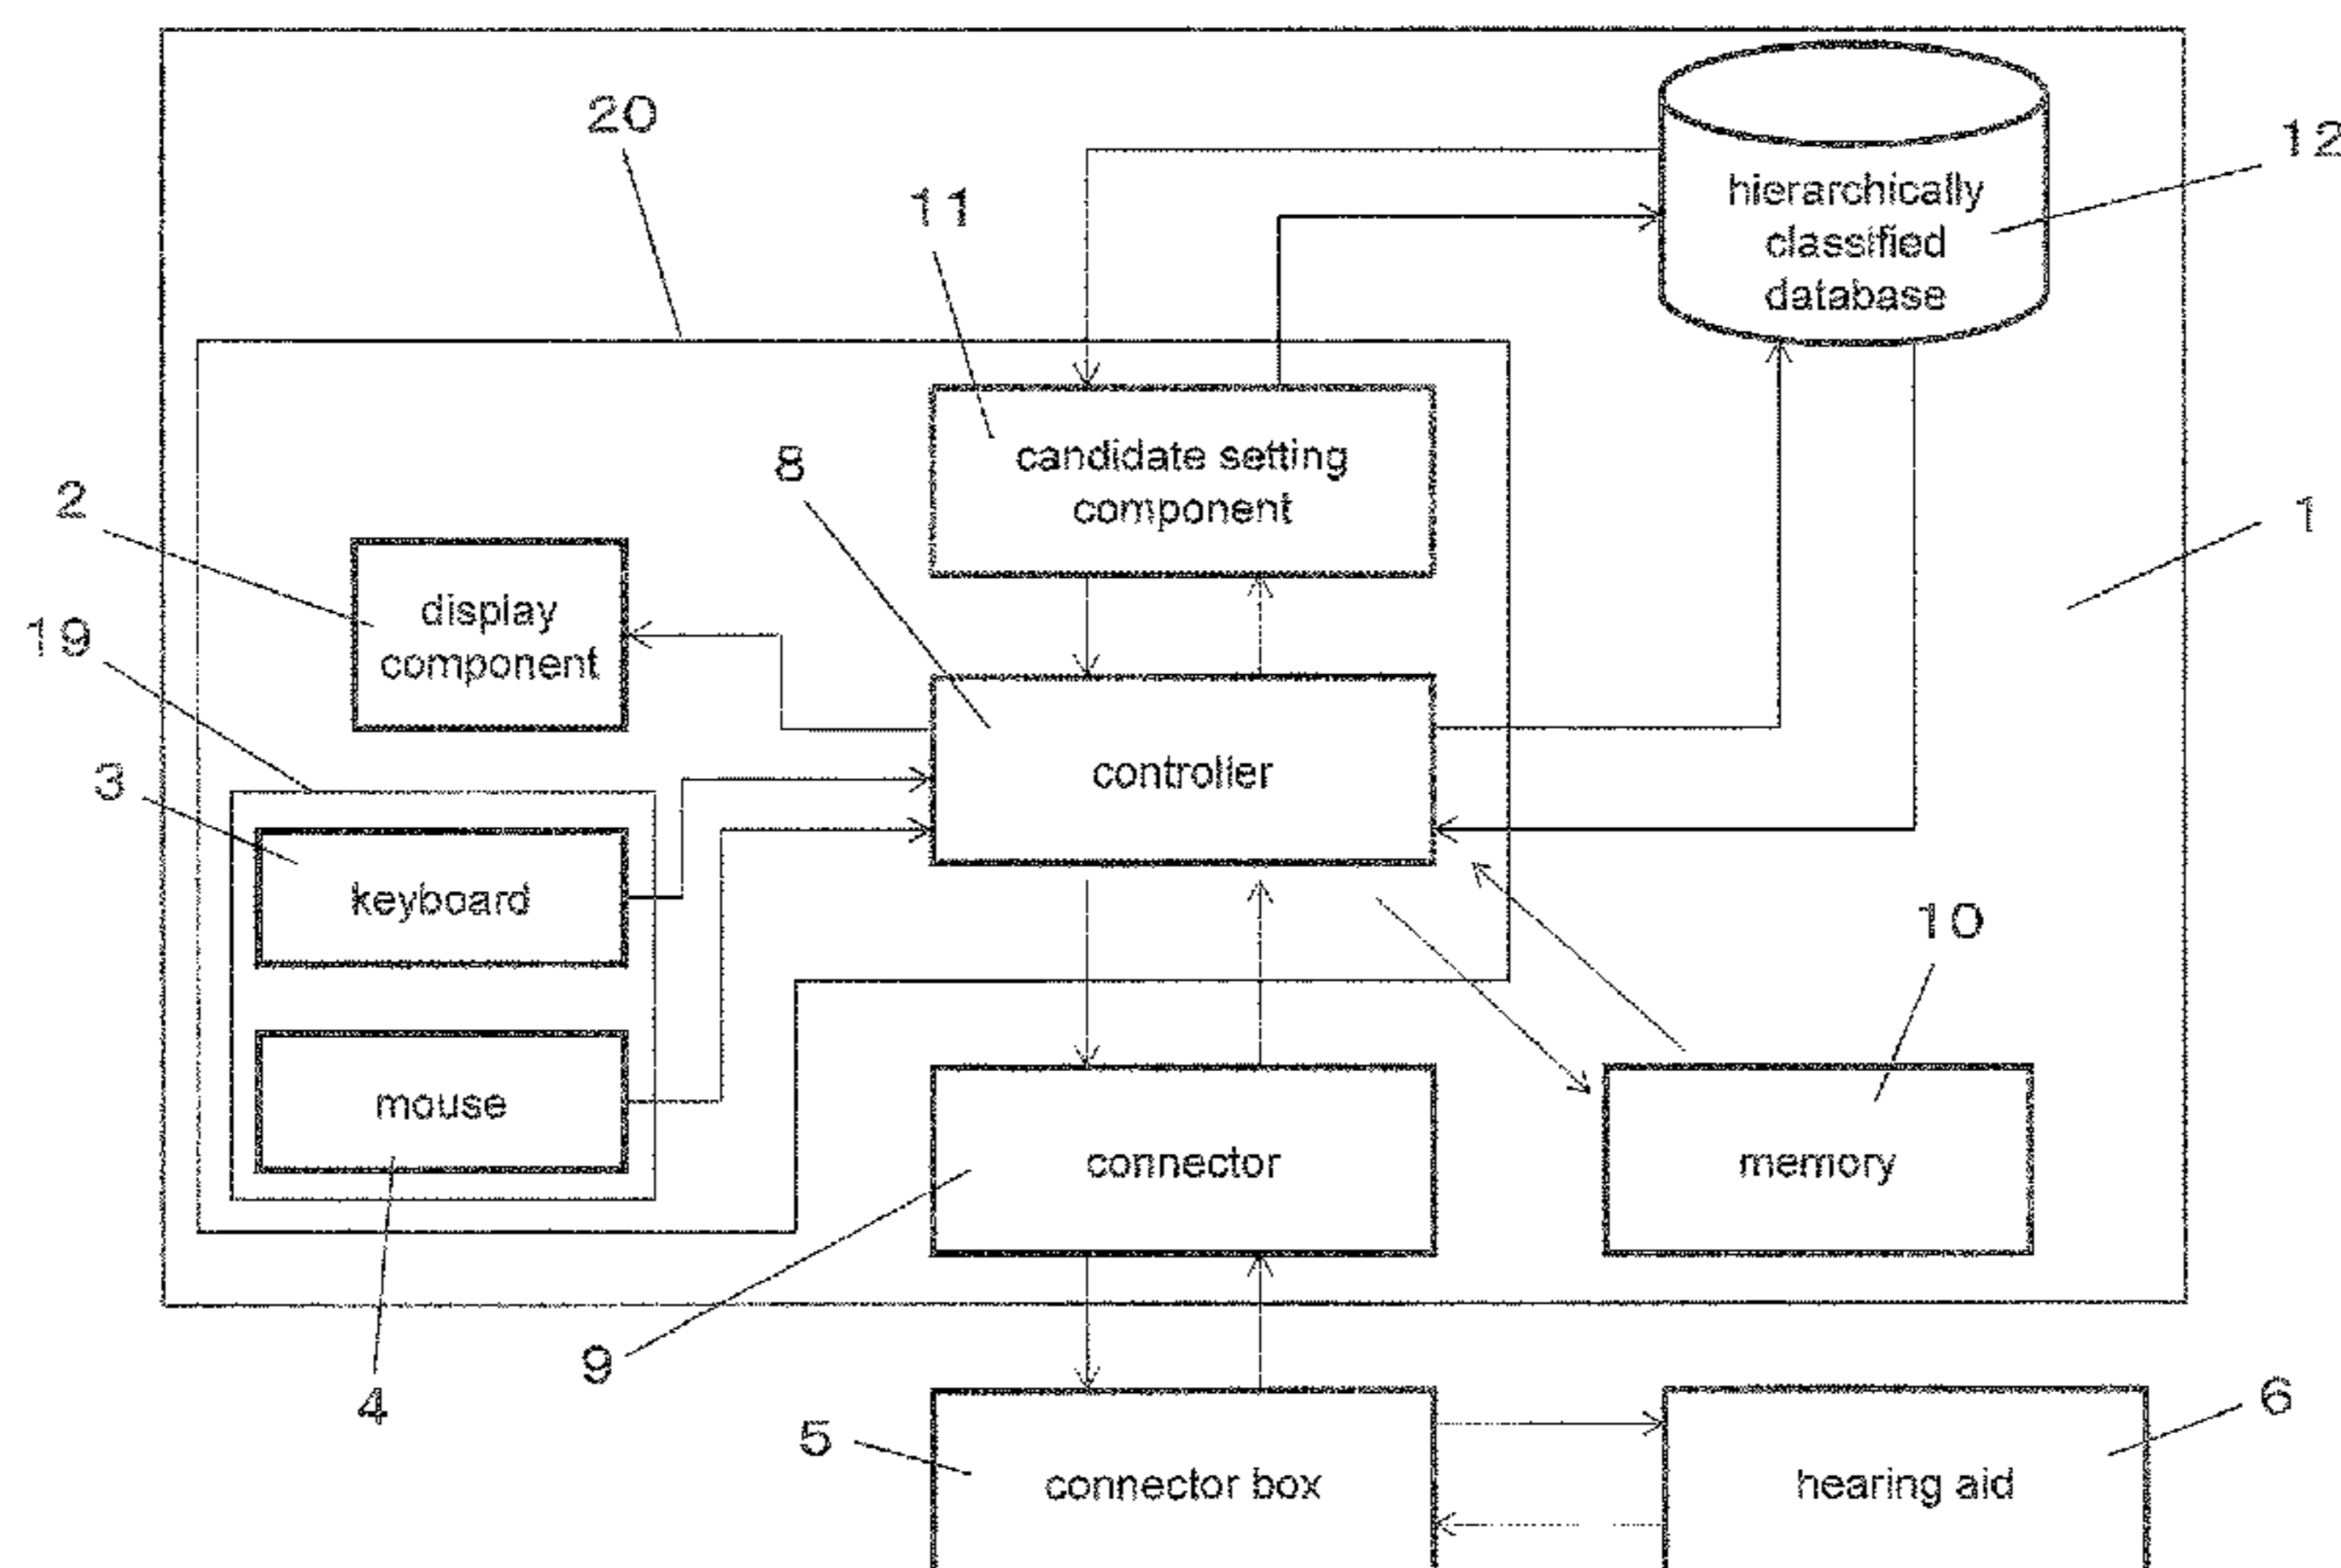 20
12
hierarchically
classified
database
11
candidate setting
component
8
2
1
display
component
19
controller
3
keyboard
10
mouse
connector
memory
9
4
5
6
connector box
hearing aid